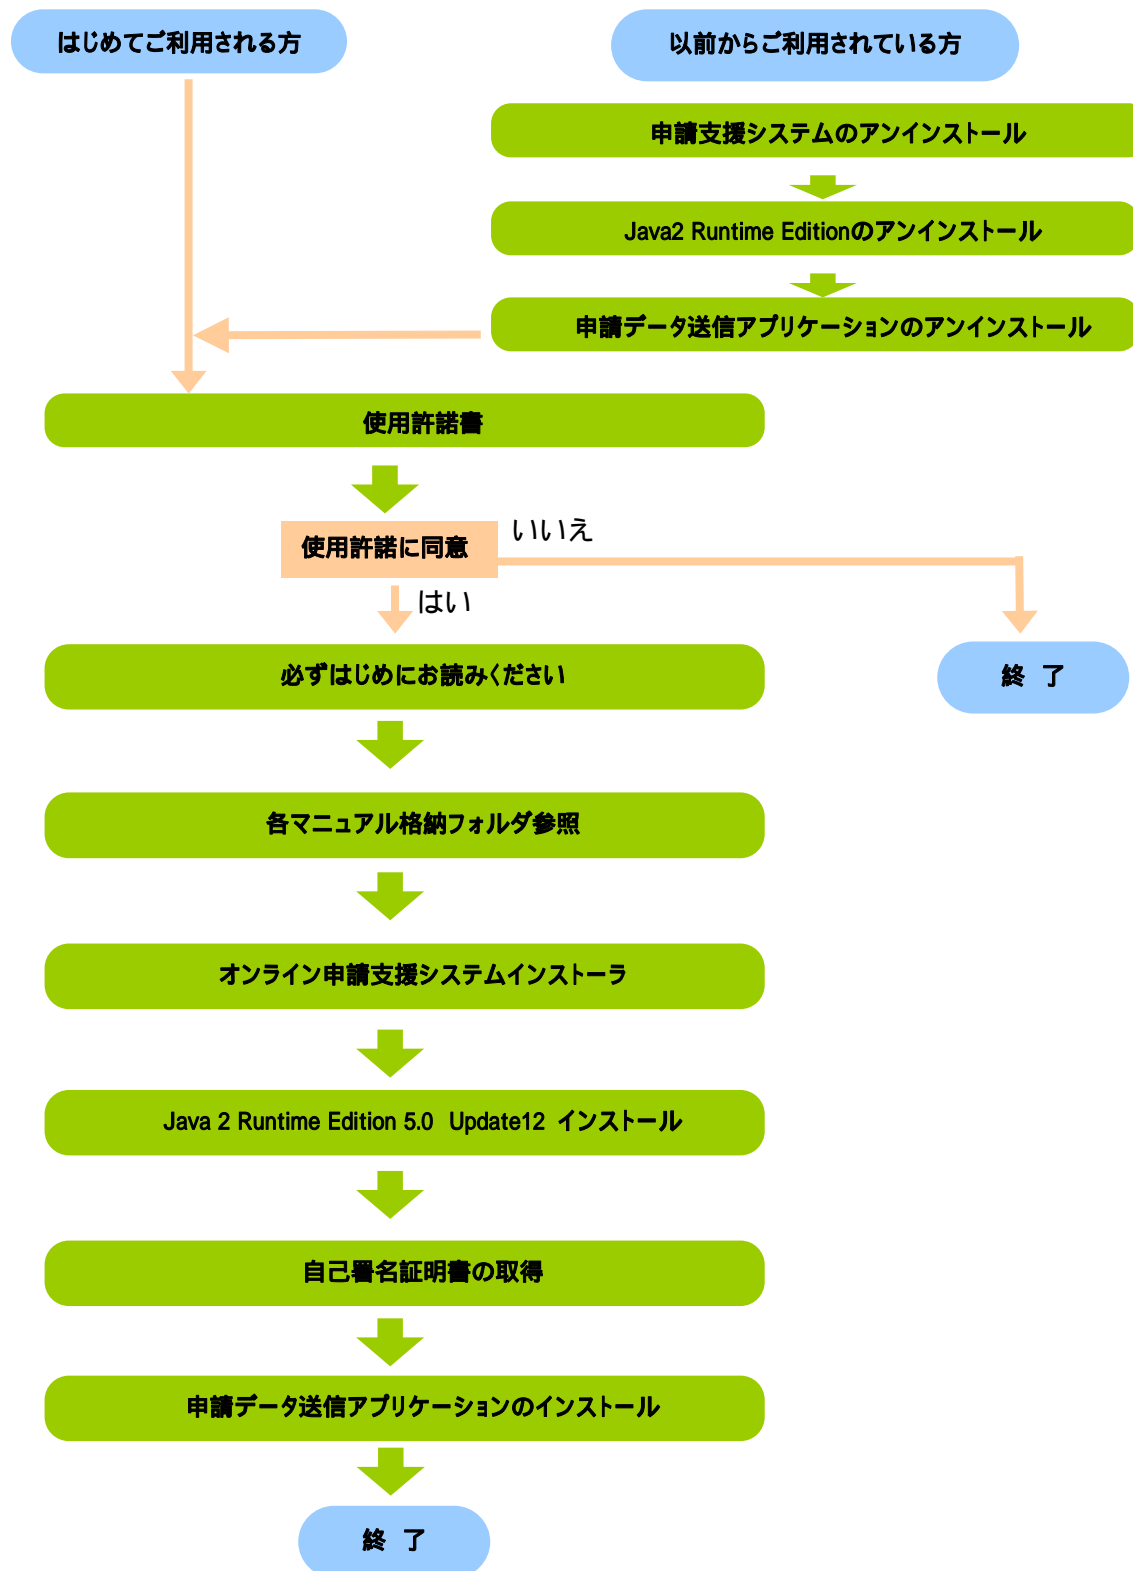 はじめてご利用される方
以前からご利用されている方
申請支援システムのアンインストール
Java2 Runtime Editionのアンインストール
申請データ送信アプリケーションのアンインストール
使用許諾書
使用許諾に同意
いいえ
はい
必ずはじめにお読みください
終 了
各マニュアル格納フォルダ参照
オンライン申請支援システムインストーラ
Java 2 Runtime Edition 5.0 Update12 インストール
自己署名証明書の取得
申請データ送信アプリケーションのインストール
終 了